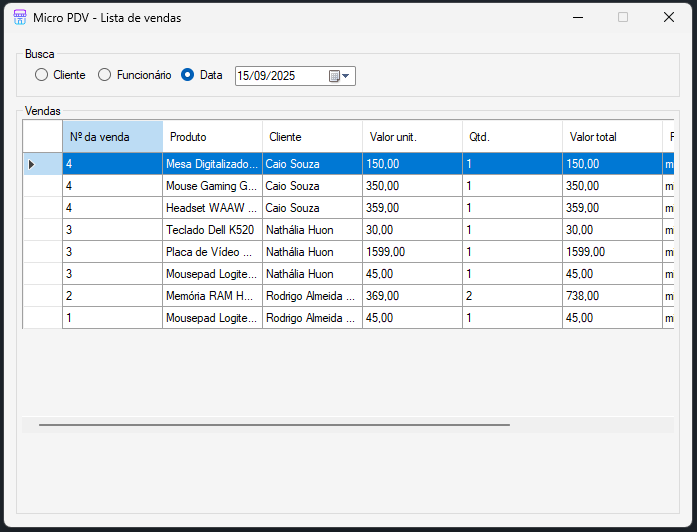 Micro PDV - Lista de vendas
Busca
Cliente Funcionário Data 15/09/2025
Vendas
Nº da venda Produto Cliente Valor unit. Qtd. Valor total
4 Mesa Digitalizado... Caio Souza 150,00 1 150,00 m
4 Mouse Gaming G... Caio Souza 350,00 1 350,00 m
4 Headset WAAW ... Caio Souza 359,00 1 359,00 m
3 Teclado Dell K520 Nathália Huon 30,00 1 30,00 m
3 Placa de Vídeo ... Nathália Huon 1599,00 1 1599,00 m
3 Mousepad Logite... Nathália Huon 45,00 1 45,00 m
2 Memória RAM H... Rodrigo Almeida ... 369,00 2 738,00 m
1 Mousepad Logite... Rodrigo Almeida ... 45,00 1 45,00 m